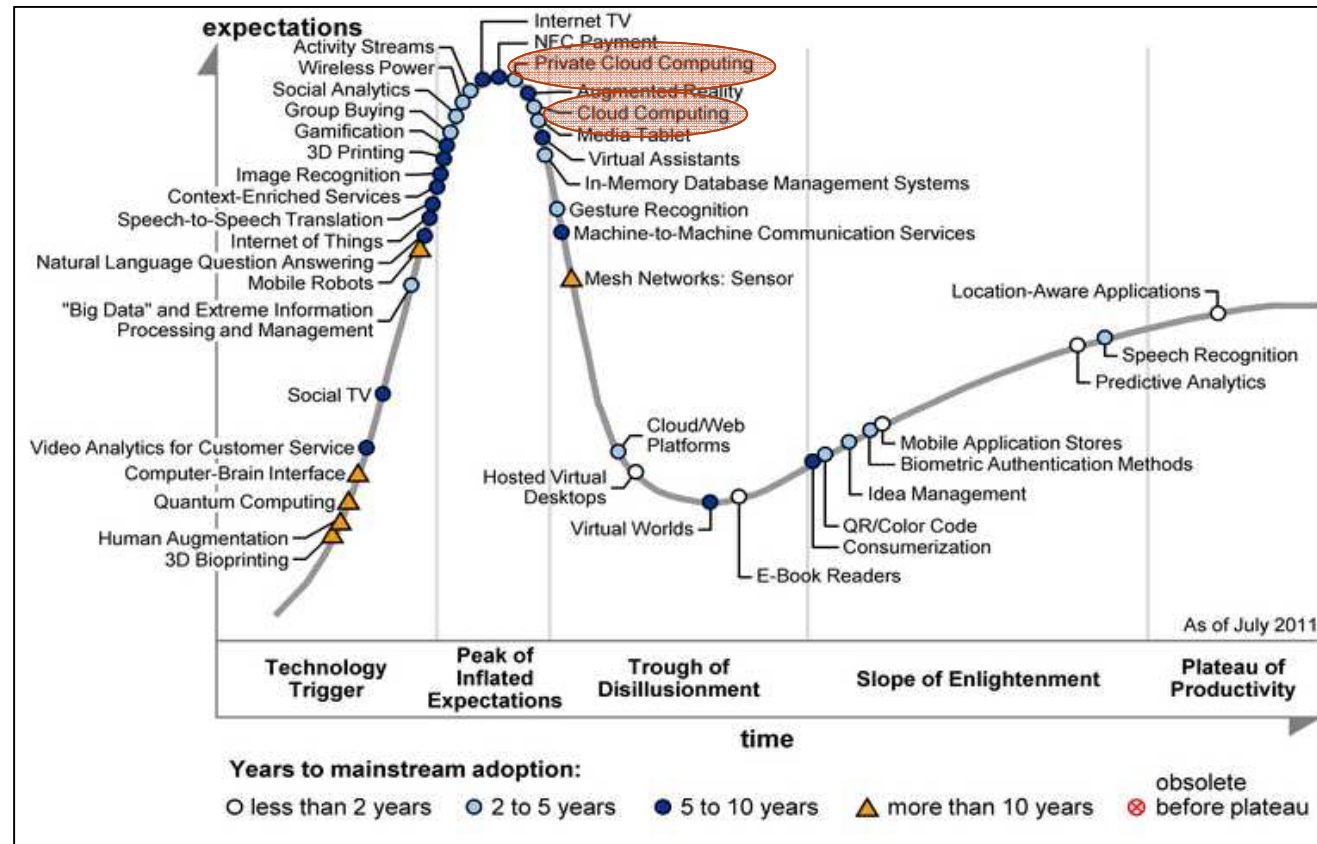 expectations
Internet TV
NFC Payment
Activity Streams
Private Cloud Computing
Wireless Power
Augmented Reality
Social Analytics
Cloud Computing
Group Buying
Media Tablet
Gamification
Virtual Assistants
3D Printing
In-Memory Database Management Systems
Image Recognition
Context-Enriched Services
Gesture Recognition
Speech-to-Speech Translation
Machine-to-Machine Communication Services
Internet of Things
Natural Language Question Answering
Mesh Networks: Sensor
Mobile Robots
Location-Aware Applications
"Big Data" and Extreme Information
Processing and Management
Speech Recognition
Predictive Analytics
Social TV
Cloud/Web
Platforms
Mobile Application Stores
Video Analytics for Customer Service
Biometric Authentication Methods
Computer-Brain Interface
Hosted Virtual
Desktops
Idea Management
Quantum Computing
Virtual Worlds
QR/Color Code
Human Augmentation
Consumerization
3D Bioprinting
E-Book Readers
As of July 2011
Technology
Trigger
Peak of
Inflated
Expectations
Trough of
Disillusionment
Slope of Enlightenment
Plateau of
Productivity
time
Years to mainstream adoption:
less than 2 years
2 to 5 years
5 to 10 years
more than 10 years
obsolete
before plateau